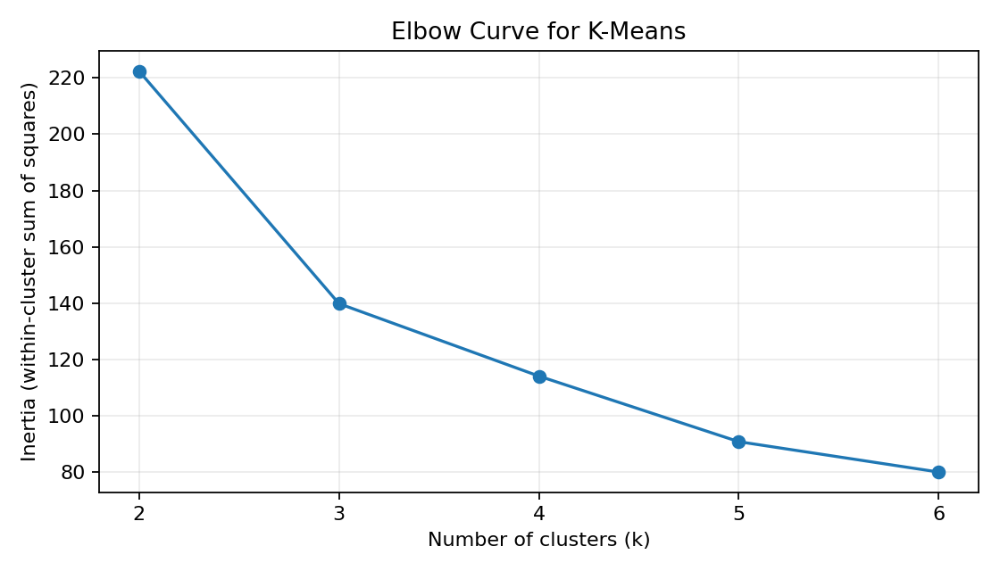 Elbow Curve for K-Means
Inertia (within-cluster sum of squares)
220
200
180
160
140
120
100
80
2 3 4 5 6
Number of clusters (k)